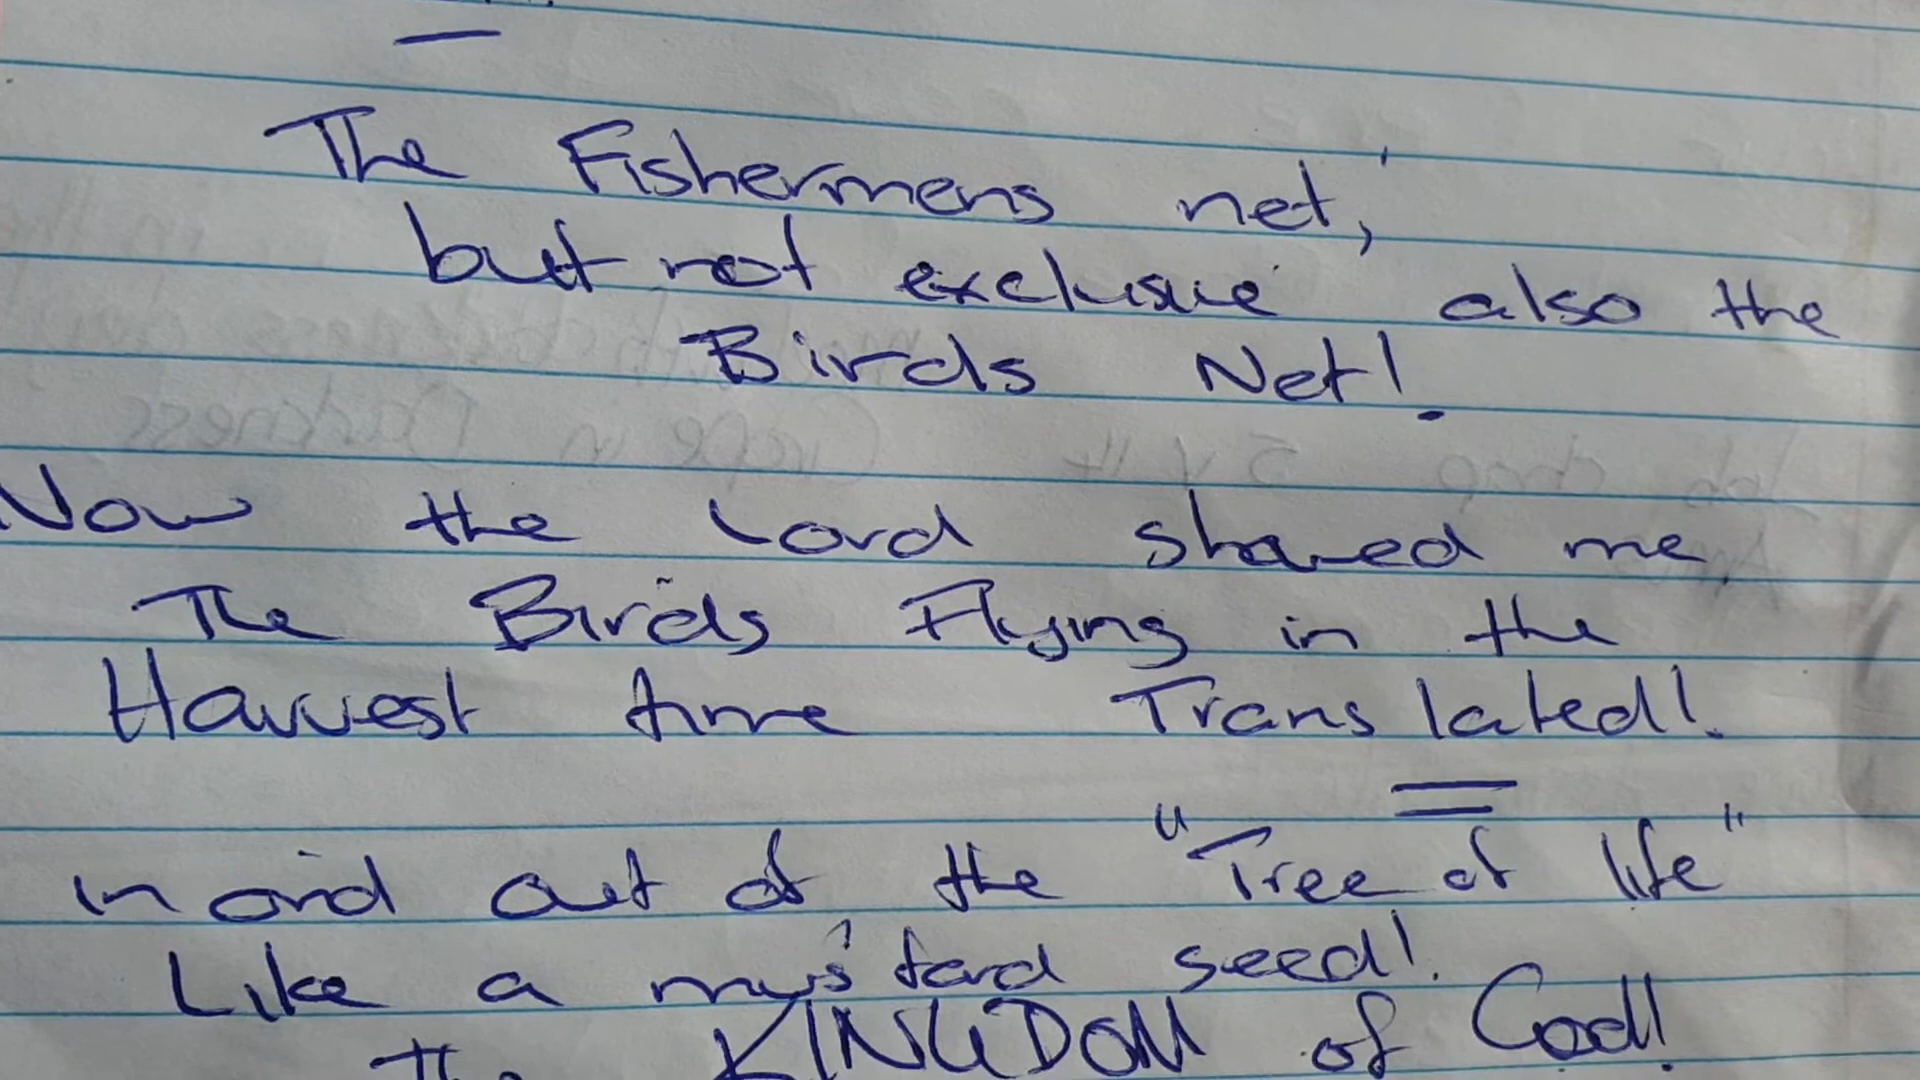 The Fishermens net,
but not exclusive also the
Birds Net!
Now the Lord shared me,
The Birds Flying in the
Harvest time Translated!
in and out of the "Tree of life"
Like a mustard seed!
The KINGDOM of God!